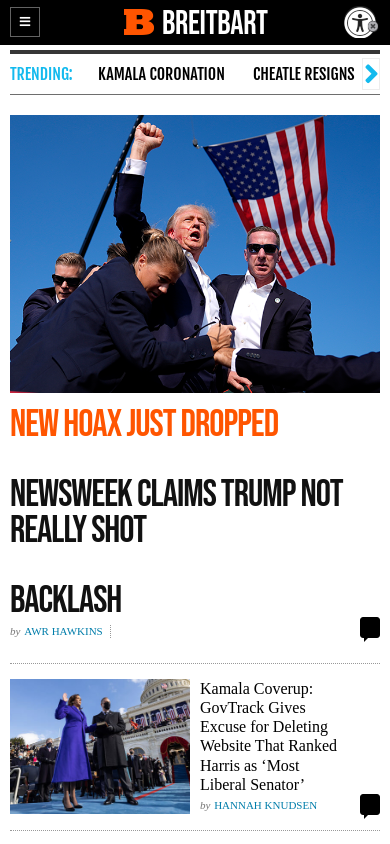 BREITBART
TRENDING: KAMALA CORONATION CHEATLE RESIGNS
NEW HOAX JUST DROPPED
NEWSWEEK CLAIMS TRUMP NOT
REALLY SHOT
BACKLASH
by AWR HAWKINS
Kamala Coverup:
GovTrack Gives
Excuse for Deleting
Website That Ranked
Harris as ‘Most
Liberal Senator’
by HANNAH KNUDSEN